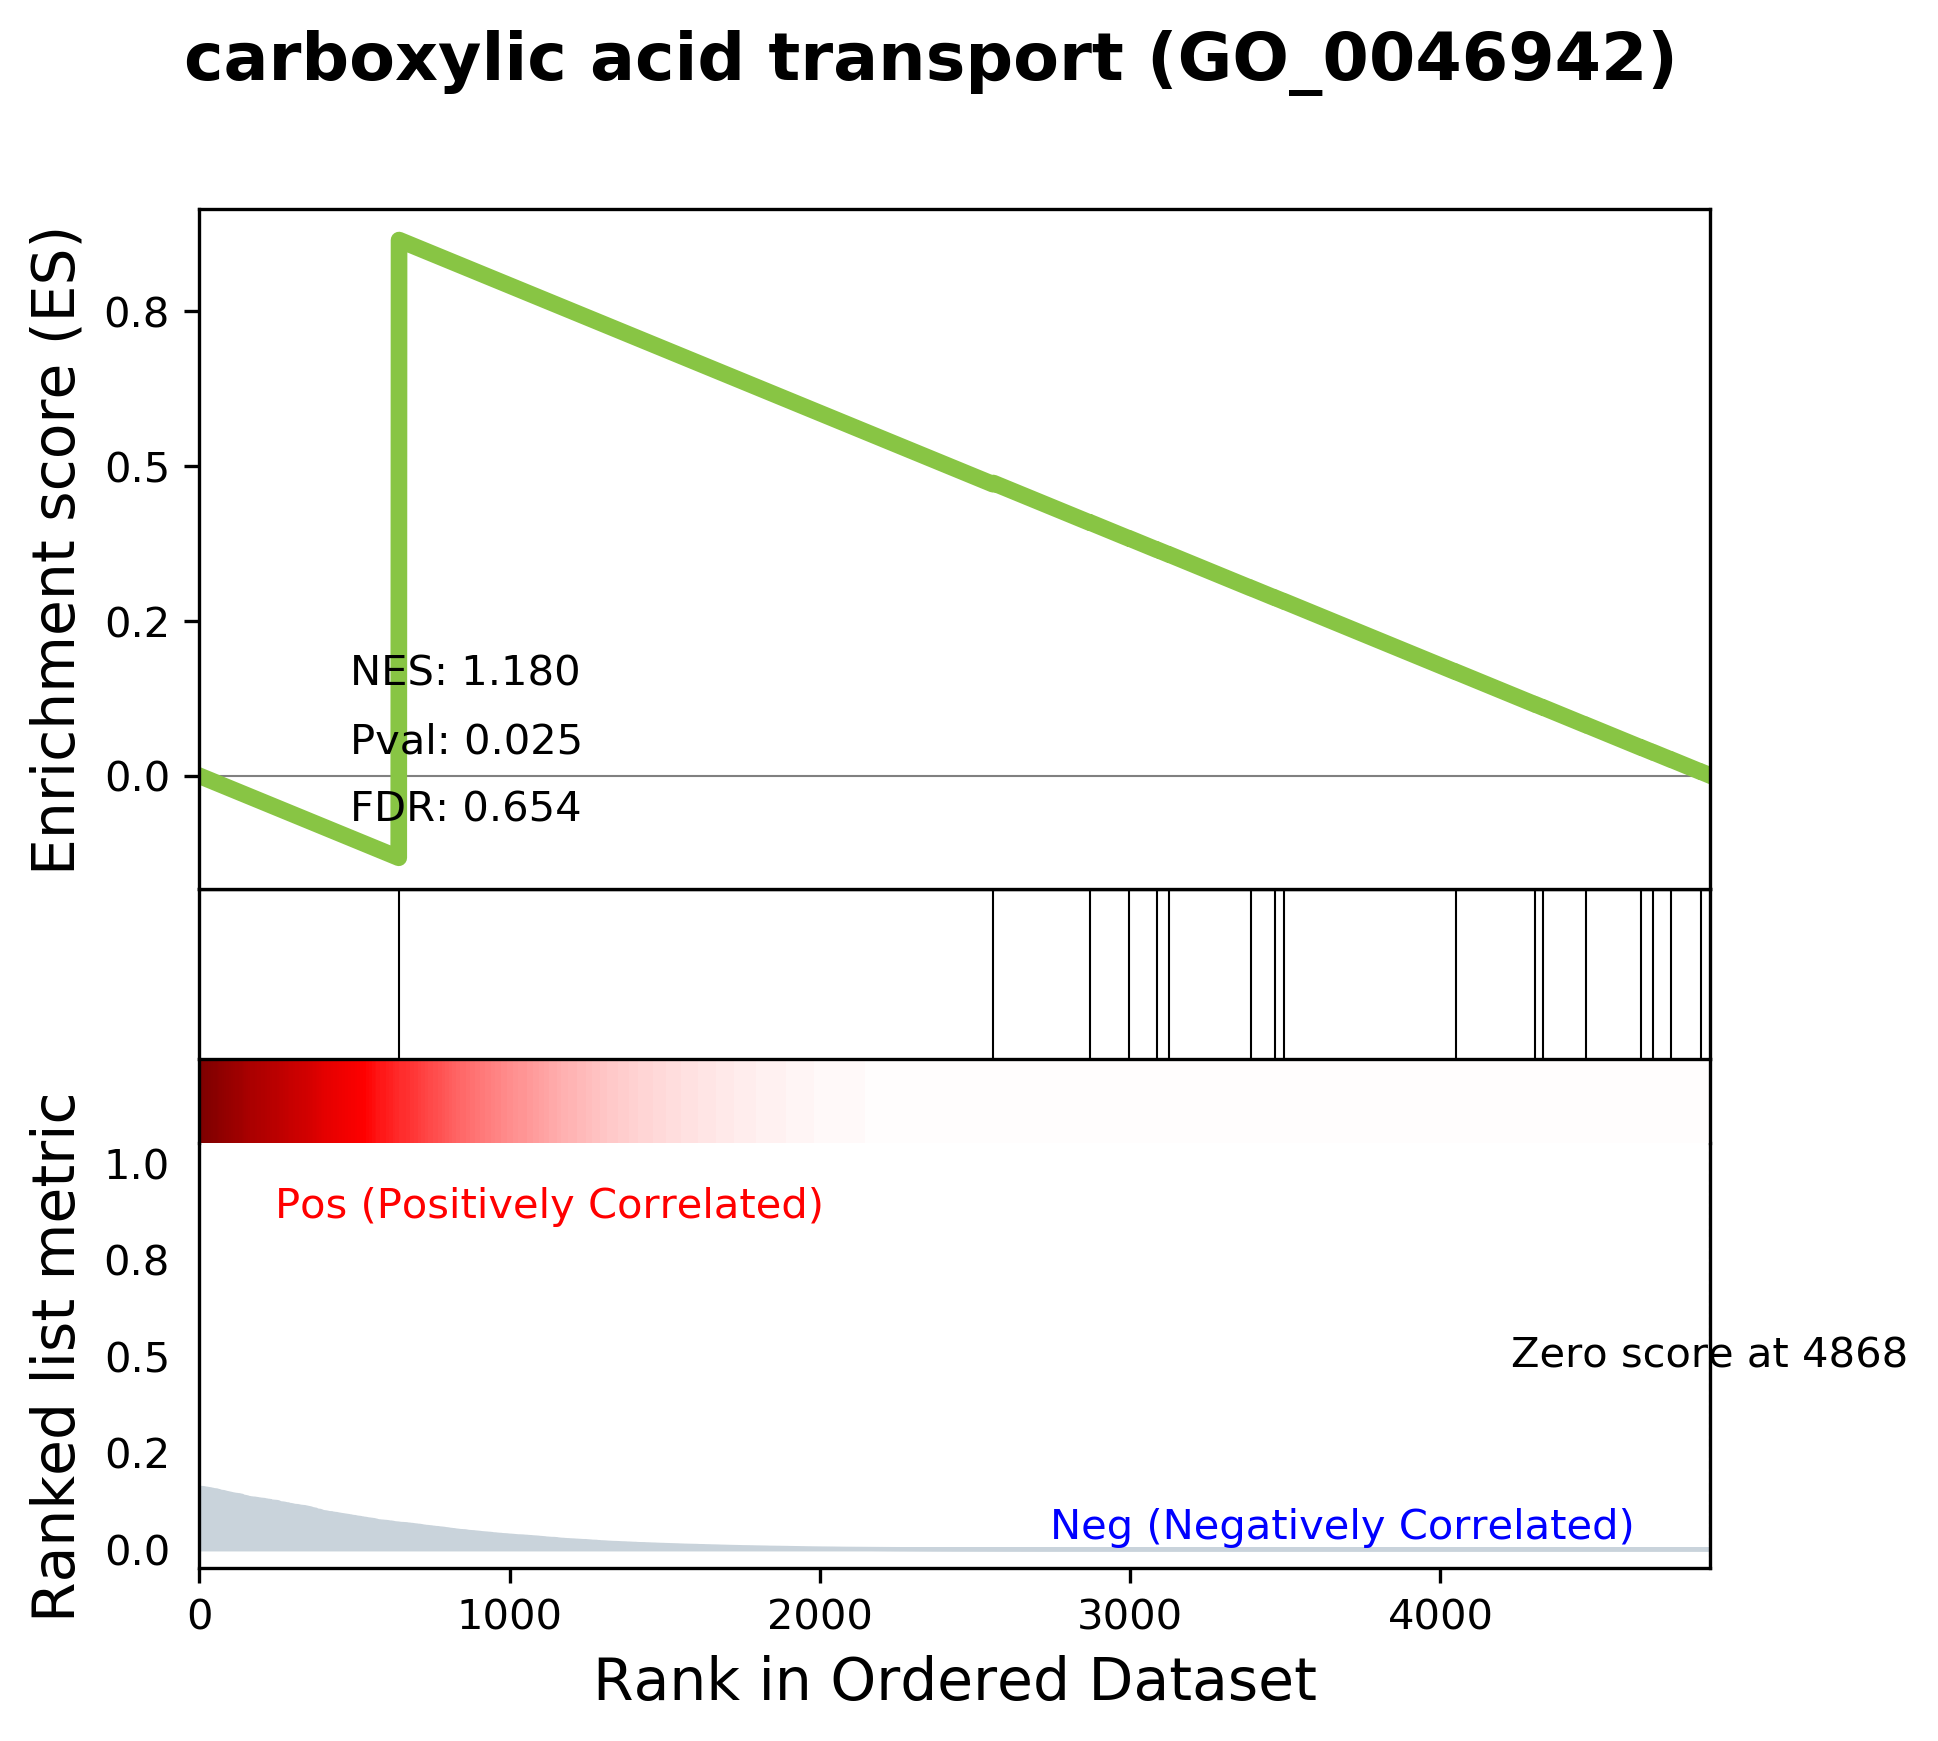 carboxylic acid transport (GO_0046942)
Enrichment score (ES)
0.8
0.5
0.2
0.0
NES: 1.180
Pval: 0.025
FDR: 0.654
Ranked list metric
1.0
0.8
0.5
0.2
0.0
Pos (Positively Correlated)
Zero score at 4868
Neg (Negatively Correlated)
0 1000 2000 3000 4000
Rank in Ordered Dataset